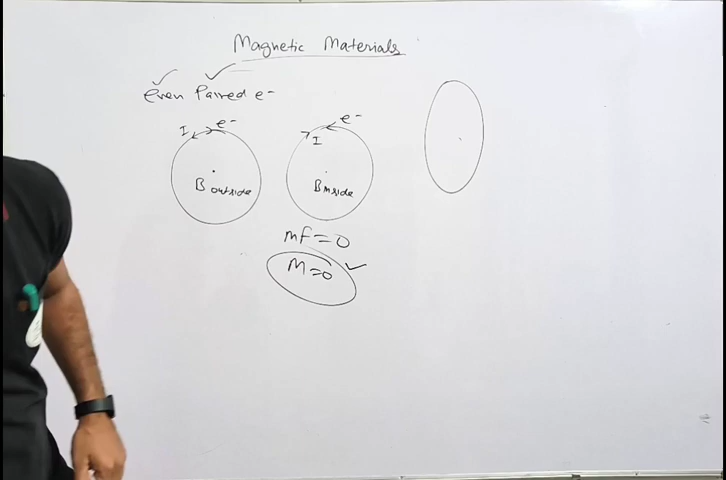 Magnetic Materials
Even Paired e-
I e-
e-
I
B outside
B inside
mf=0
M=0